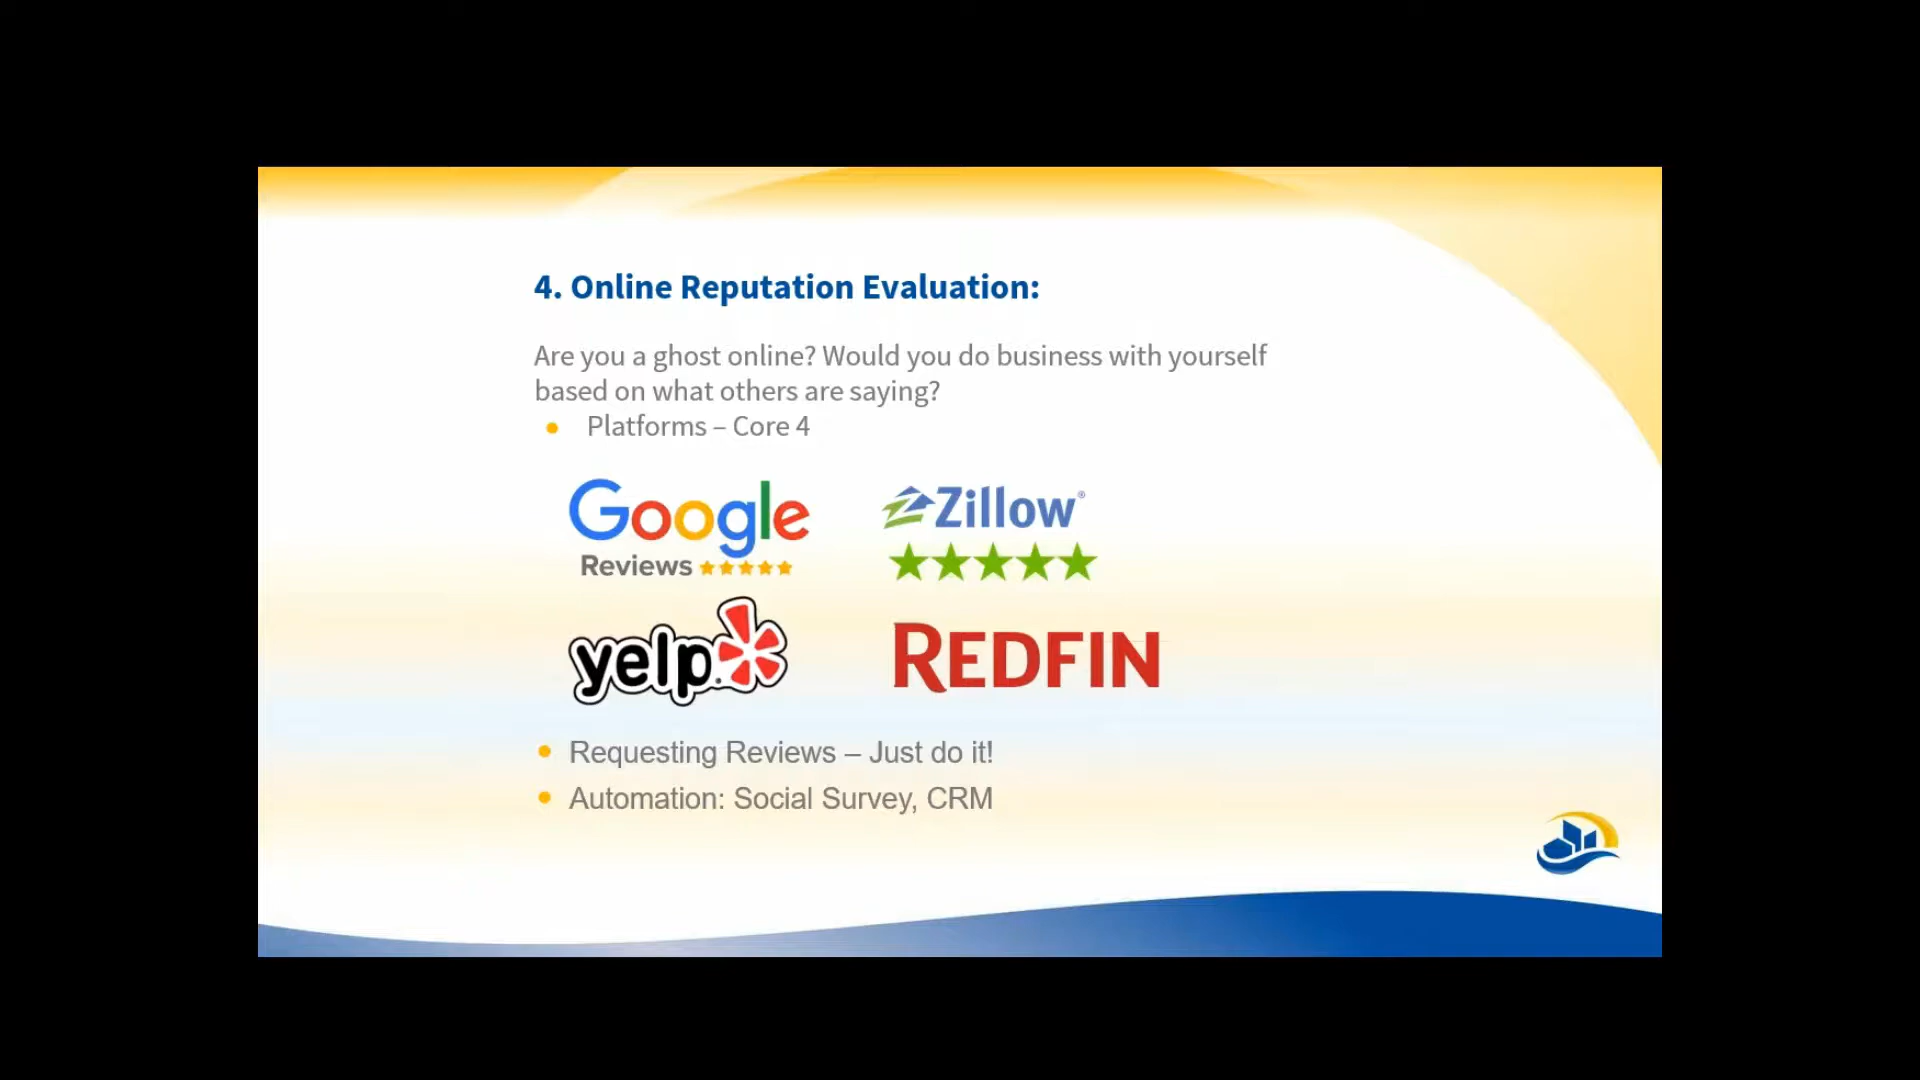 4. Online Reputation Evaluation:
Are you a ghost online? Would you do business with yourself
based on what others are saying?
Platforms – Core 4
Google
Reviews
Zillow®
yelp
REDFIN
Requesting Reviews – Just do it!
Automation: Social Survey, CRM